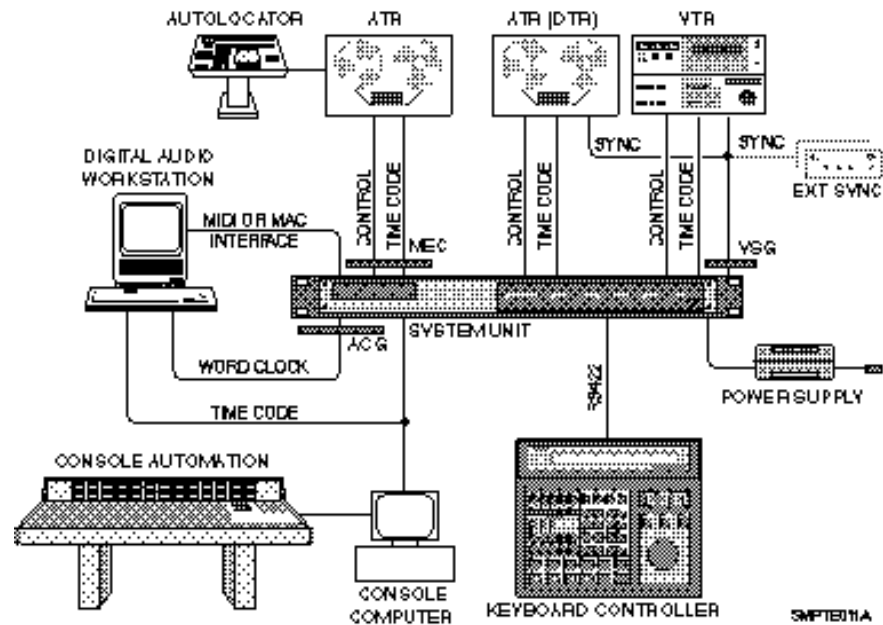 AUTOLOCATOR
ATR
ATR (DTR)
VTR
DIGITAL AUDIO
WORKSTATION
MIDI OR MAC
INTERFACE
CONTROL
TIME CODE
MEC
CONTROL
TIME CODE
SYNC
CONTROL
TIME CODE
SYNC
EXT SYNC
VSG
ACG
SYSTEM UNIT
WORD CLOCK
TIME CODE
RS422
POWER SUPPLY
CONSOLE AUTOMATION
CONSOLE
COMPUTER
KEYBOARD CONTROLLER
SMPTE011A